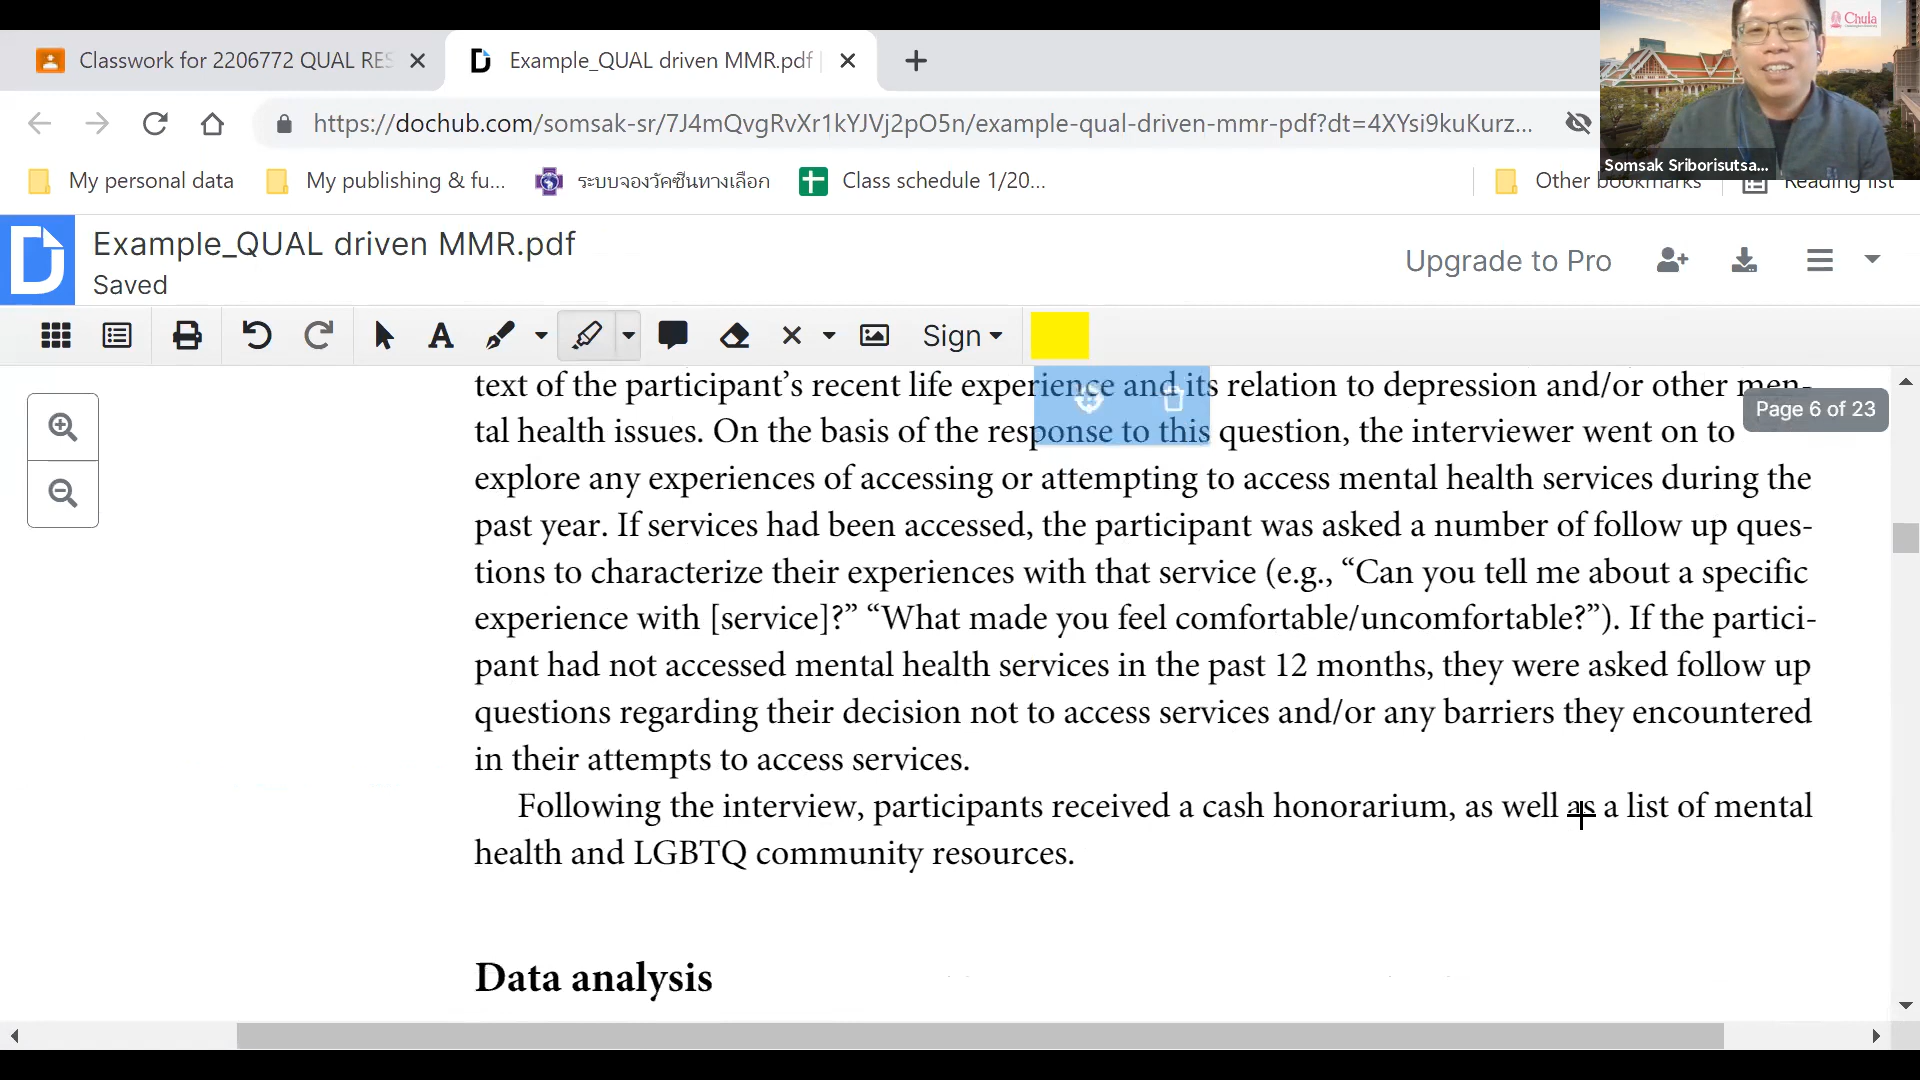 Classwork for 2206772 QUAL RES
Example_QUAL driven MMR.pdf
Chula
https://dochub.com/somsak-sr/7J4mQvgRvXr1kYJVj2pO5n/example-qual-driven-mmr-pdf?dt=4XYsi9kuKurz...
Somsak Sriborisutsa...
My personal data
My publishing & fu...
ระบบจองวัคซีนทางเลือก
Class schedule 1/20...
Other bookmarks
Reading list
Example_QUAL driven MMR.pdf
Saved
Upgrade to Pro
Sign
Page 6 of 23
text of the participant's recent life experience and its relation to depression and/or other men-
tal health issues. On the basis of the response to this question, the interviewer went on to
explore any experiences of accessing or attempting to access mental health services during the
past year. If services had been accessed, the participant was asked a number of follow up ques-
tions to characterize their experiences with that service (e.g., “Can you tell me about a specific
experience with [service]?” “What made you feel comfortable/uncomfortable?”). If the partici-
pant had not accessed mental health services in the past 12 months, they were asked follow up
questions regarding their decision not to access services and/or any barriers they encountered
in their attempts to access services.
Following the interview, participants received a cash honorarium, as well as a list of mental
health and LGBTQ community resources.
Data analysis